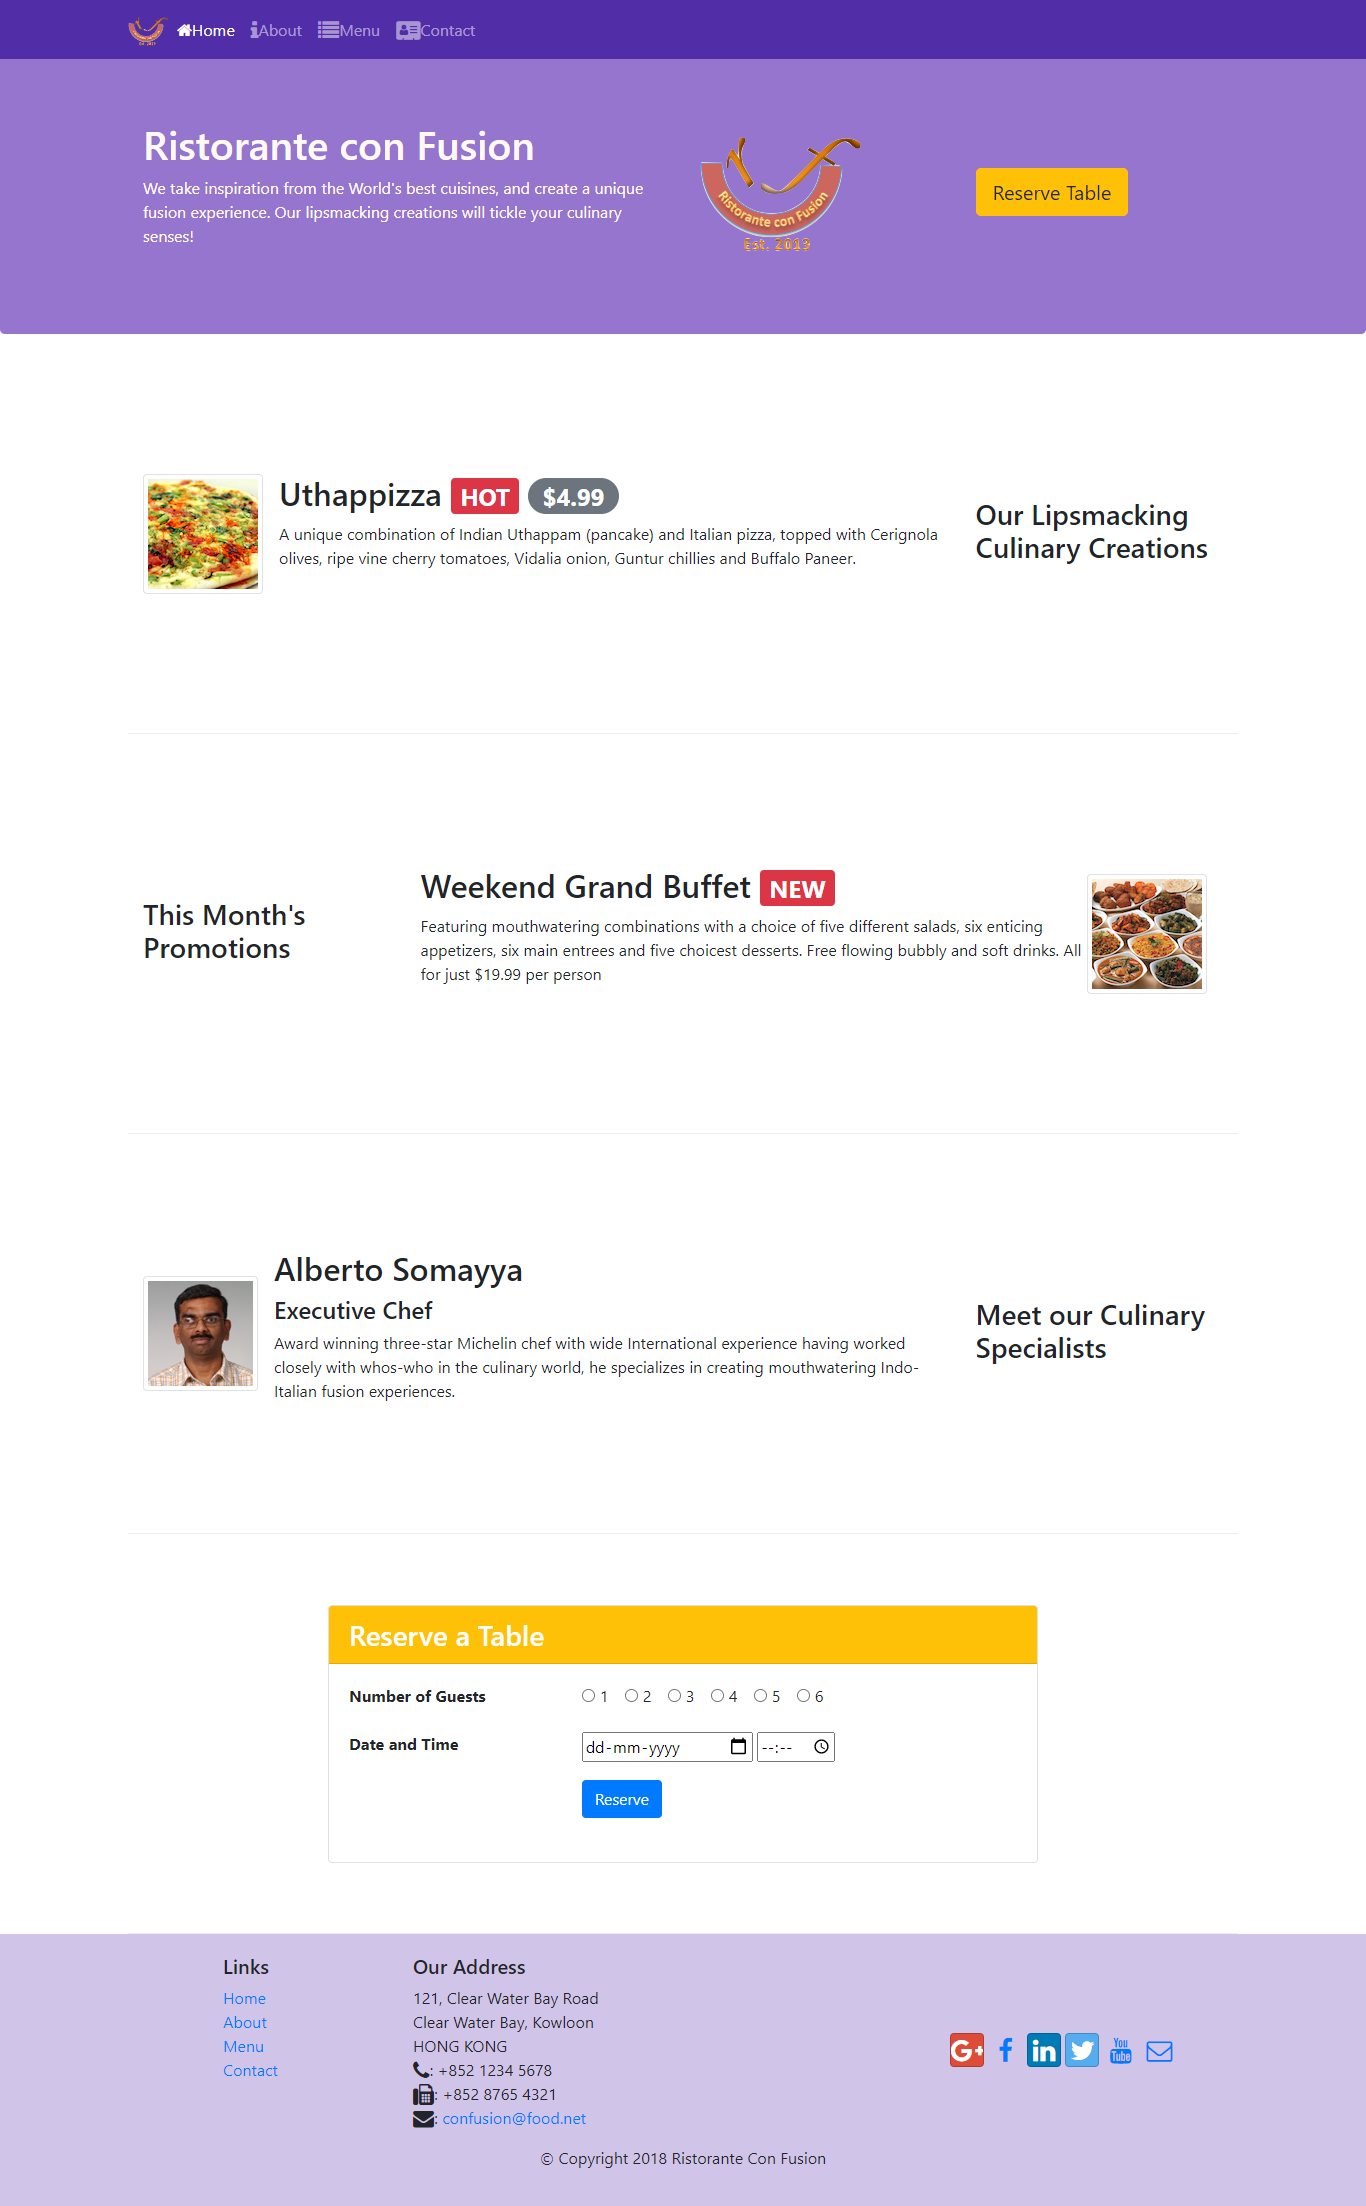 Home About Menu Contact
Ristorante con Fusion
We take inspiration from the World's best cuisines, and create a unique
fusion experience. Our lipsmacking creations will tickle your culinary
senses!
Ristorante con Fusion
Est. 2013
Reserve Table
Uthappizza HOT $4.99
A unique combination of Indian Uthappam (pancake) and Italian pizza, topped with Cerignola
olives, ripe vine cherry tomatoes, Vidalia onion, Guntur chillies and Buffalo Paneer.
Our Lipsmacking
Culinary Creations
This Month's
Promotions
Weekend Grand Buffet NEW
Featuring mouthwatering combinations with a choice of five different salads, six enticing
appetizers, six main entrees and five choicest desserts. Free flowing bubbly and soft drinks. All
for just $19.99 per person
Alberto Somayya
Executive Chef
Award winning three-star Michelin chef with wide International experience having worked
closely with whos-who in the culinary world, he specializes in creating mouthwatering Indo-
Italian fusion experiences.
Meet our Culinary
Specialists
Reserve a Table
Number of Guests 1 2 3 4 5 6
Date and Time dd-mm-yyyy --:--
Reserve
Links
Home
About
Menu
Contact
Our Address
121, Clear Water Bay Road
Clear Water Bay, Kowloon
HONG KONG
: +852 1234 5678
: +852 8765 4321
: confusion@food.net
G+ f in You Tube
© Copyright 2018 Ristorante Con Fusion